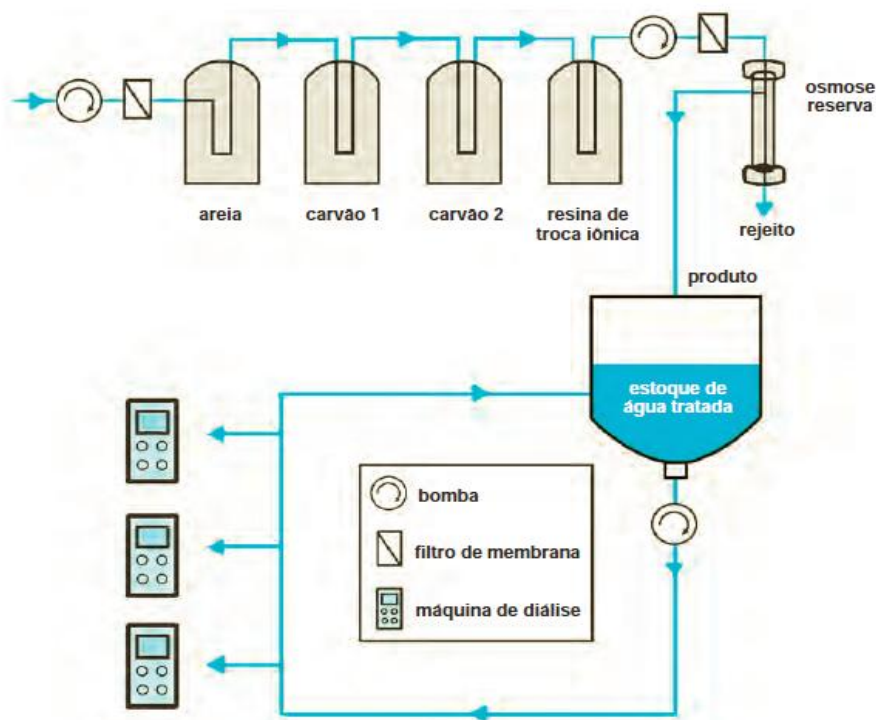 osmose
reserva
areia
carvão 1
carvão 2
resina de
troca iônica
rejeito
produto
estoque de
água tratada
bomba
filtro de membrana
máquina de diálise